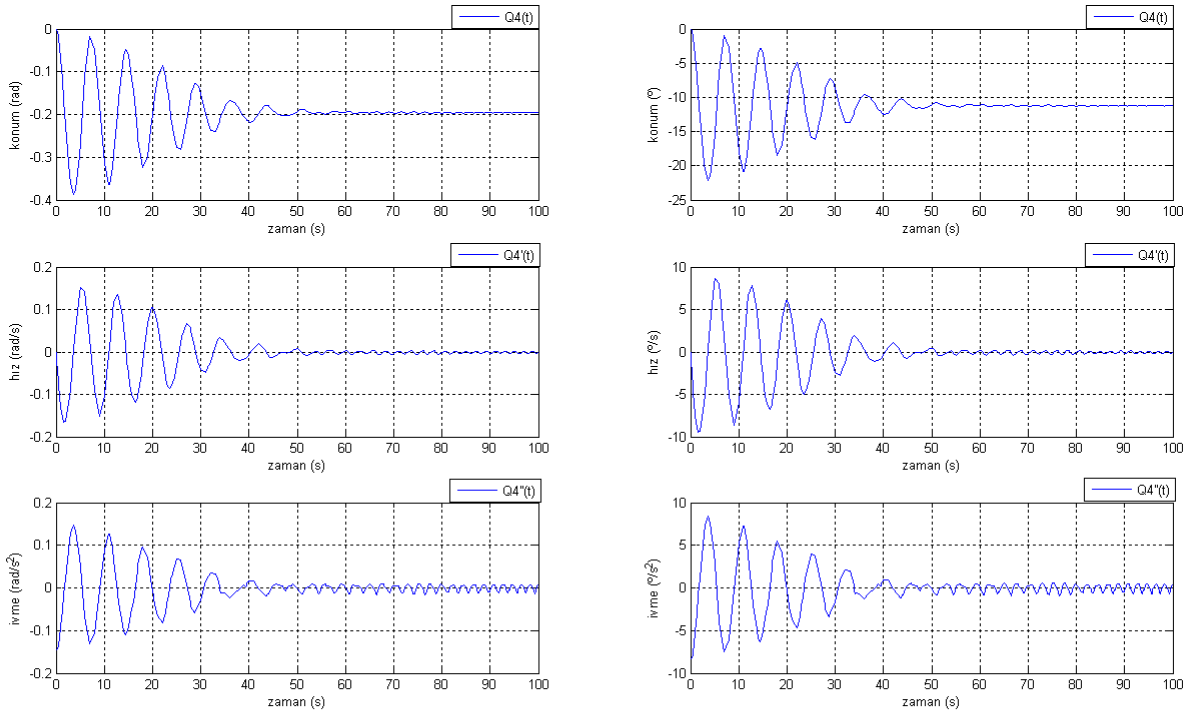 Q4(t)
0
-0.1
-0.2
-0.3
-0.4
konum (rad)
0 10 20 30 40 50 60 70 80 90 100
zaman (s)
Q4(t)
0
-5
-10
-15
-20
-25
konum (º)
0 10 20 30 40 50 60 70 80 90 100
zaman (s)
Q4'(t)
0.2
0.1
0
-0.1
-0.2
hız (rad/s)
0 10 20 30 40 50 60 70 80 90 100
zaman (s)
Q4'(t)
10
5
0
-5
-10
hız (º/s)
0 10 20 30 40 50 60 70 80 90 100
zaman (s)
Q4''(t)
0.2
0.1
0
-0.1
-0.2
ivme (rad/s²)
0 10 20 30 40 50 60 70 80 90 100
zaman (s)
Q4''(t)
10
5
0
-5
-10
ivme (º/s²)
0 10 20 30 40 50 60 70 80 90 100
zaman (s)